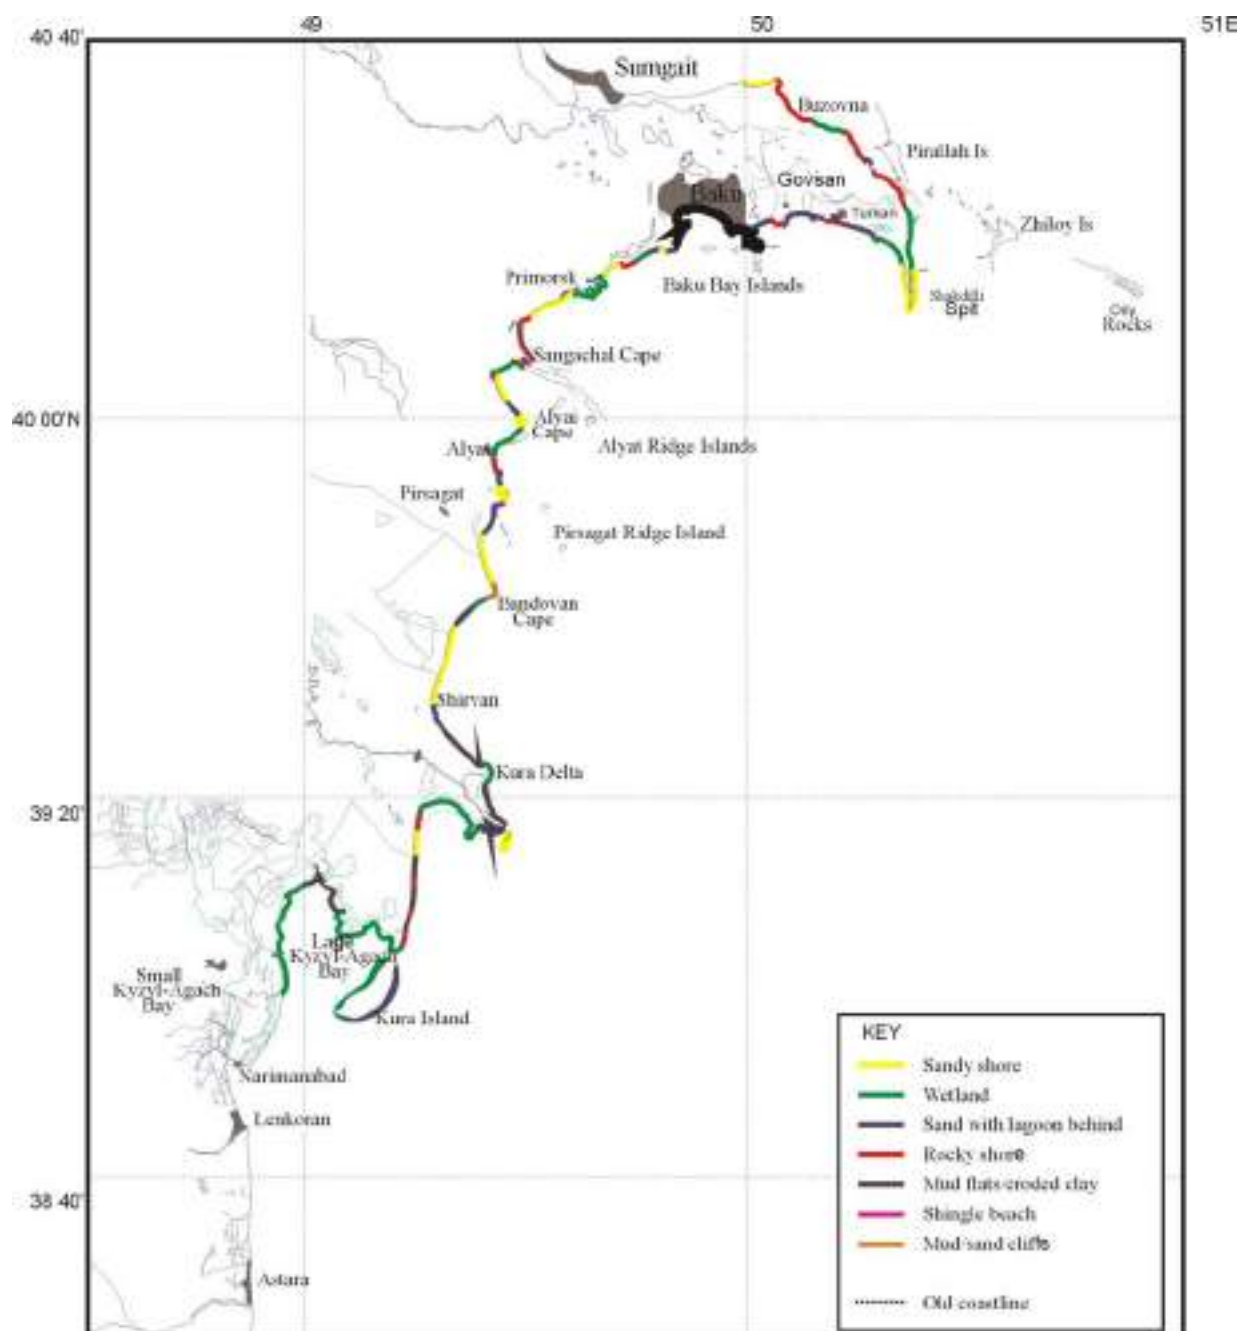 49
50
51E
40 40'
Sumgait
Buzovna
Pirallah Is
Govsan
Baku
Turkan
Zhiloy Is
Primorsk
Baku Bay Islands
Spit
Oily
Rocks
Sangachal Cape
40 00'N
Alyat
Cape
Alyat Ridge Islands
Alyat
Pirsagat
Pirsagat Ridge Island
Bandovan
Cape
Shirvan
Kura Delta
39 20'
Kyzyl-Agach
Bay
Small
Kyzyl-Agach
Bay
Kura Island
Narimanabad
Lenkoran
38 40'
Astara
KEY
Sandy shore
Wetland
Sand with lagoon behind
Rocky shore
Mud flats/eroded clay
Shingle beach
Mud/sand cliffs
Old coastline